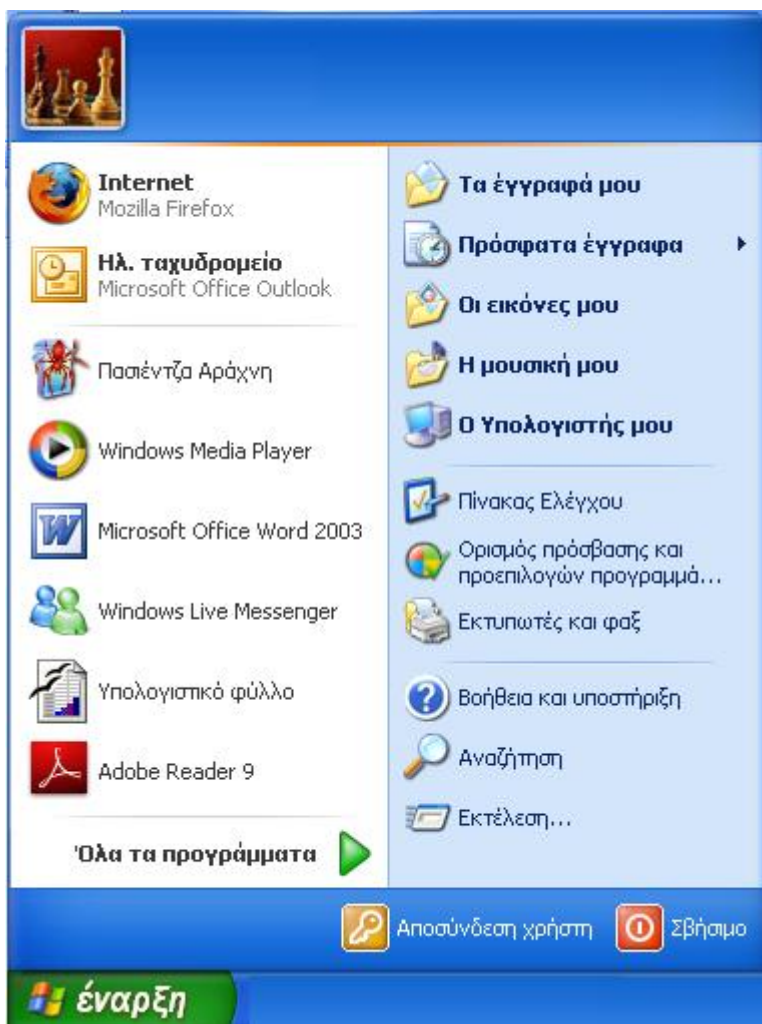 Internet
Mozilla Firefox
Ηλ. ταχυδρομείο
Microsoft Office Outlook
Πασιέντζα Αράχνη
Windows Media Player
Microsoft Office Word 2003
Windows Live Messenger
Υπολογιστικό φύλλο
Adobe Reader 9
Όλα τα προγράμματα
Τα έγγραφά μου
Πρόσφατα έγγραφα
Οι εικόνες μου
Η μουσική μου
Ο Υπολογιστής μου
Πίνακας Ελέγχου
Ορισμός πρόσβασης και
προεπιλογών προγραμμά...
Εκτυπωτές και φαξ
Βοήθεια και υποστήριξη
Αναζήτηση
Εκτέλεση...
Αποσύνδεση χρήστη
Σβήσιμο
έναρξη